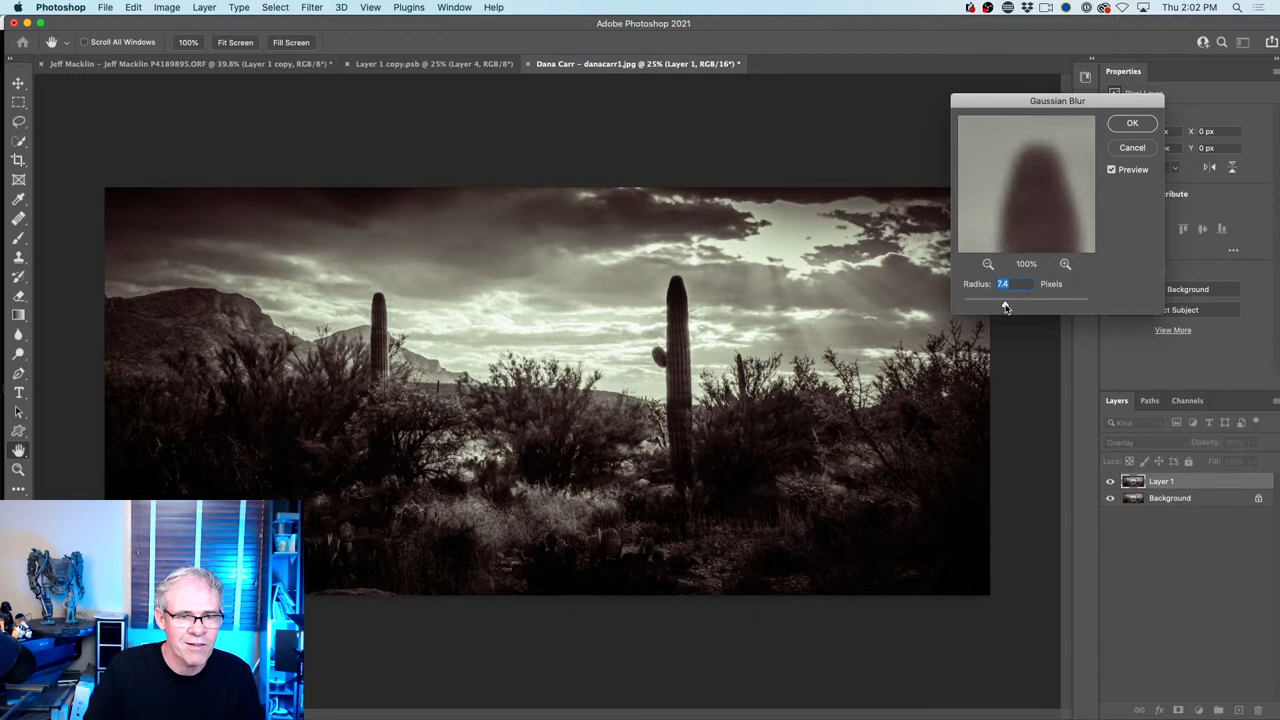 Photoshop File Edit Image Layer Type Select Filter 3D View Plugins Window Help Thu 2:02 PM
Adobe Photoshop 2021
Scroll All Windows 100% Fit Screen Fill Screen
Jeff Macklin - Jeff Macklin P4189895.ORF @ 39.8% (Layer 1 copy, RGB/8*) * Layer 1 copy.psb @ 25% (Layer 4, RGB/8*) Dana Carr - danacarr1.jpg @ 25% (Layer 1, RGB/16*) *
Properties
Gaussian Blur
OK
Cancel
Preview
100%
Radius: 7.4 Pixels
X 0 px
Y 0 px
Background
View More
Layers Paths Channels
Kind
Overlay Opacity: 100%
Lock: Fill: 100%
Layer 1
Background